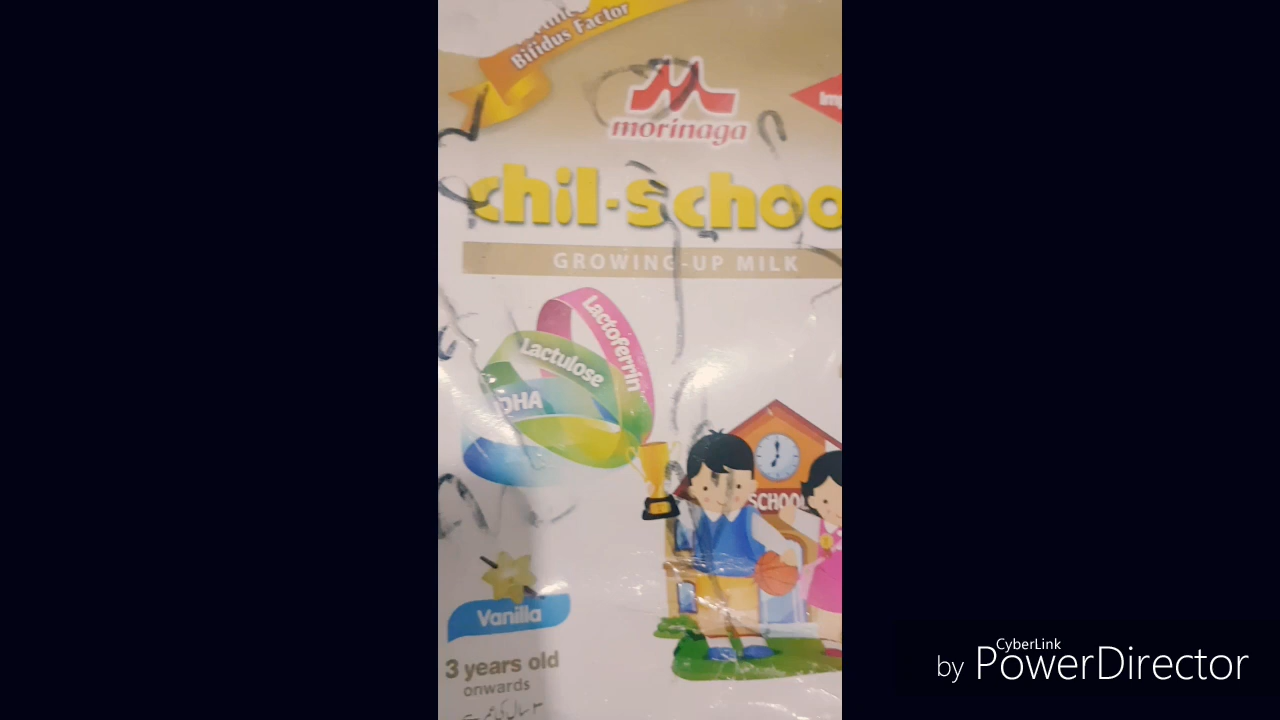 Bifidus Factor
morinaga
chil-schoo
GROWING-UP MILK
Lactoferrin
Lactulose
DHA
SCHOOL
Vanilla
3 years old
onwards
CyberLink
by PowerDirector